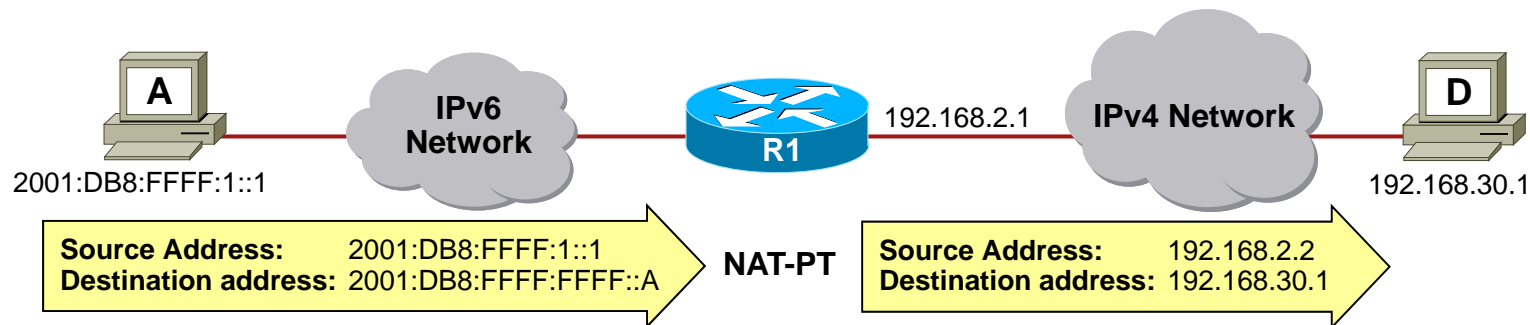 A
IPv6
Network
R1
192.168.2.1
IPv4 Network
D
2001:DB8:FFFF:1::1
192.168.30.1
Source Address: 2001:DB8:FFFF:1::1
Destination address: 2001:DB8:FFFF:FFFF::A
NAT-PT
Source Address: 192.168.2.2
Destination address: 192.168.30.1